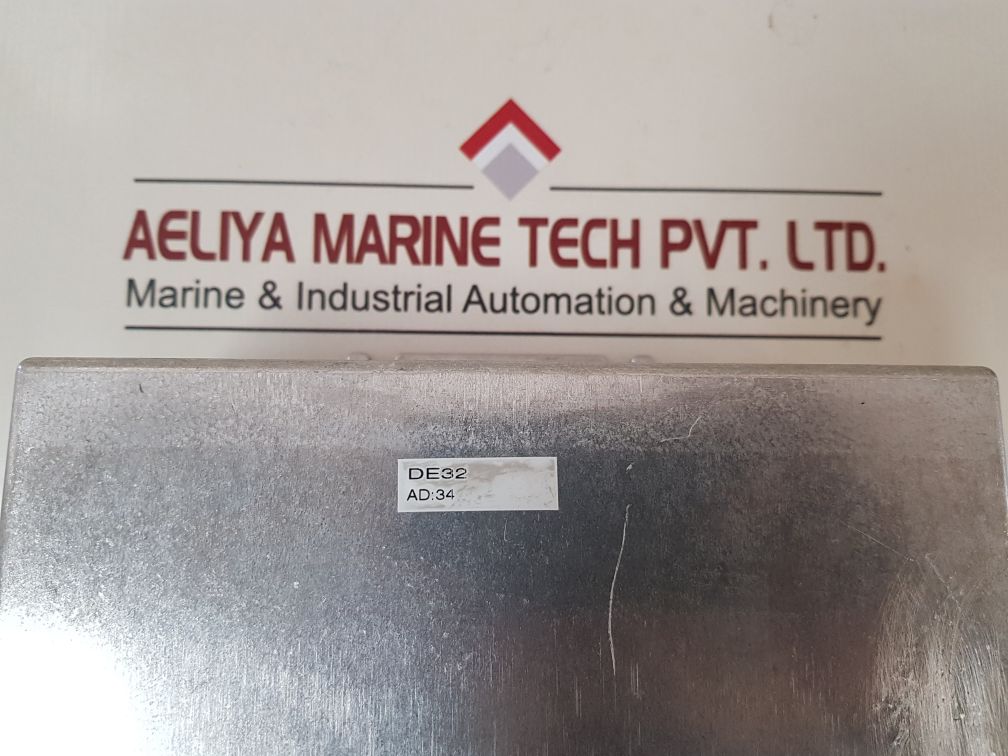 AELIYA MARINE TECH PVT. LTD.
Marine & Industrial Automation & Machinery
DE32
AD:34